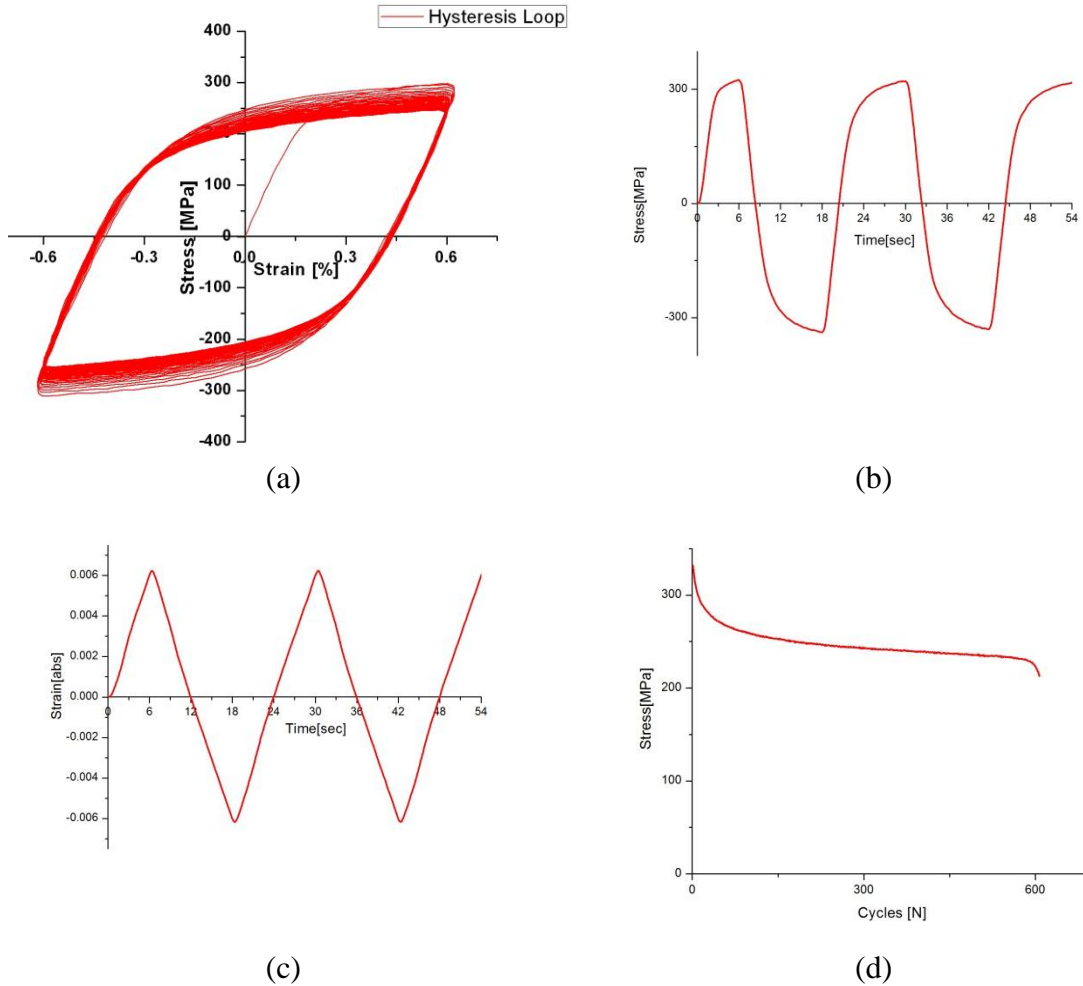 Hysteresis Loop
400
300
200
100
0
-100
-200
-300
-400
-0.6 -0.3 0.0 0.3 0.6
Stress [MPa]
Strain [%]
(a)
300
0
-300
0 6 12 18 24 30 36 42 48 54
Stress[MPa]
Time[sec]
(b)
0.006
0.004
0.002
0.000
-0.002
-0.004
-0.006
0 6 12 18 24 30 36 42 48 54
Strain[abs]
Time[sec]
(c)
300
200
100
0
0 300 600
Stress[MPa]
Cycles [N]
(d)